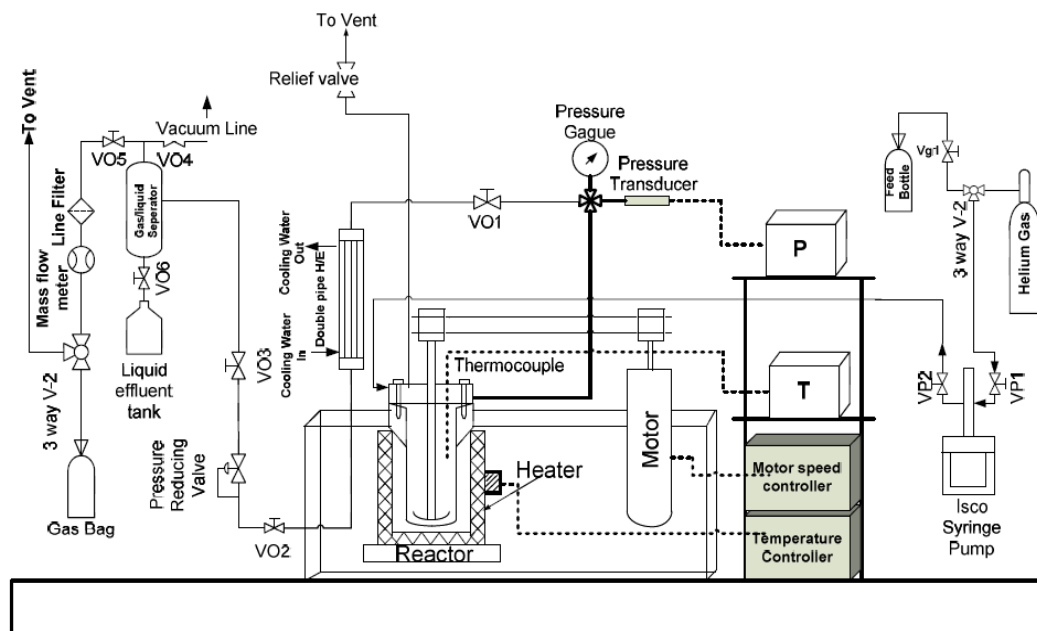 To Vent
Relief valve
To Vent
Vacuum Line
VO5
VO4
Line Filter
Gas/liquid
Seperator
Mass flow
meter
VO6
3 way V-2
Liquid
effluent
tank
Gas Bag
VO3
Pressure
Reducing
Valve
VO2
Cooling Water
Out
Double pipe H/E
Cooling Water
In
VO1
Pressure
Gague
Pressure
Transducer
P
Thermocouple
T
Motor
Heater
Reactor
Motor speed
controller
Temperature
Controller
Feed
Bottle
Vg1
3 way V-2
Helium Gas
VP2
VP1
Isco
Syringe
Pump